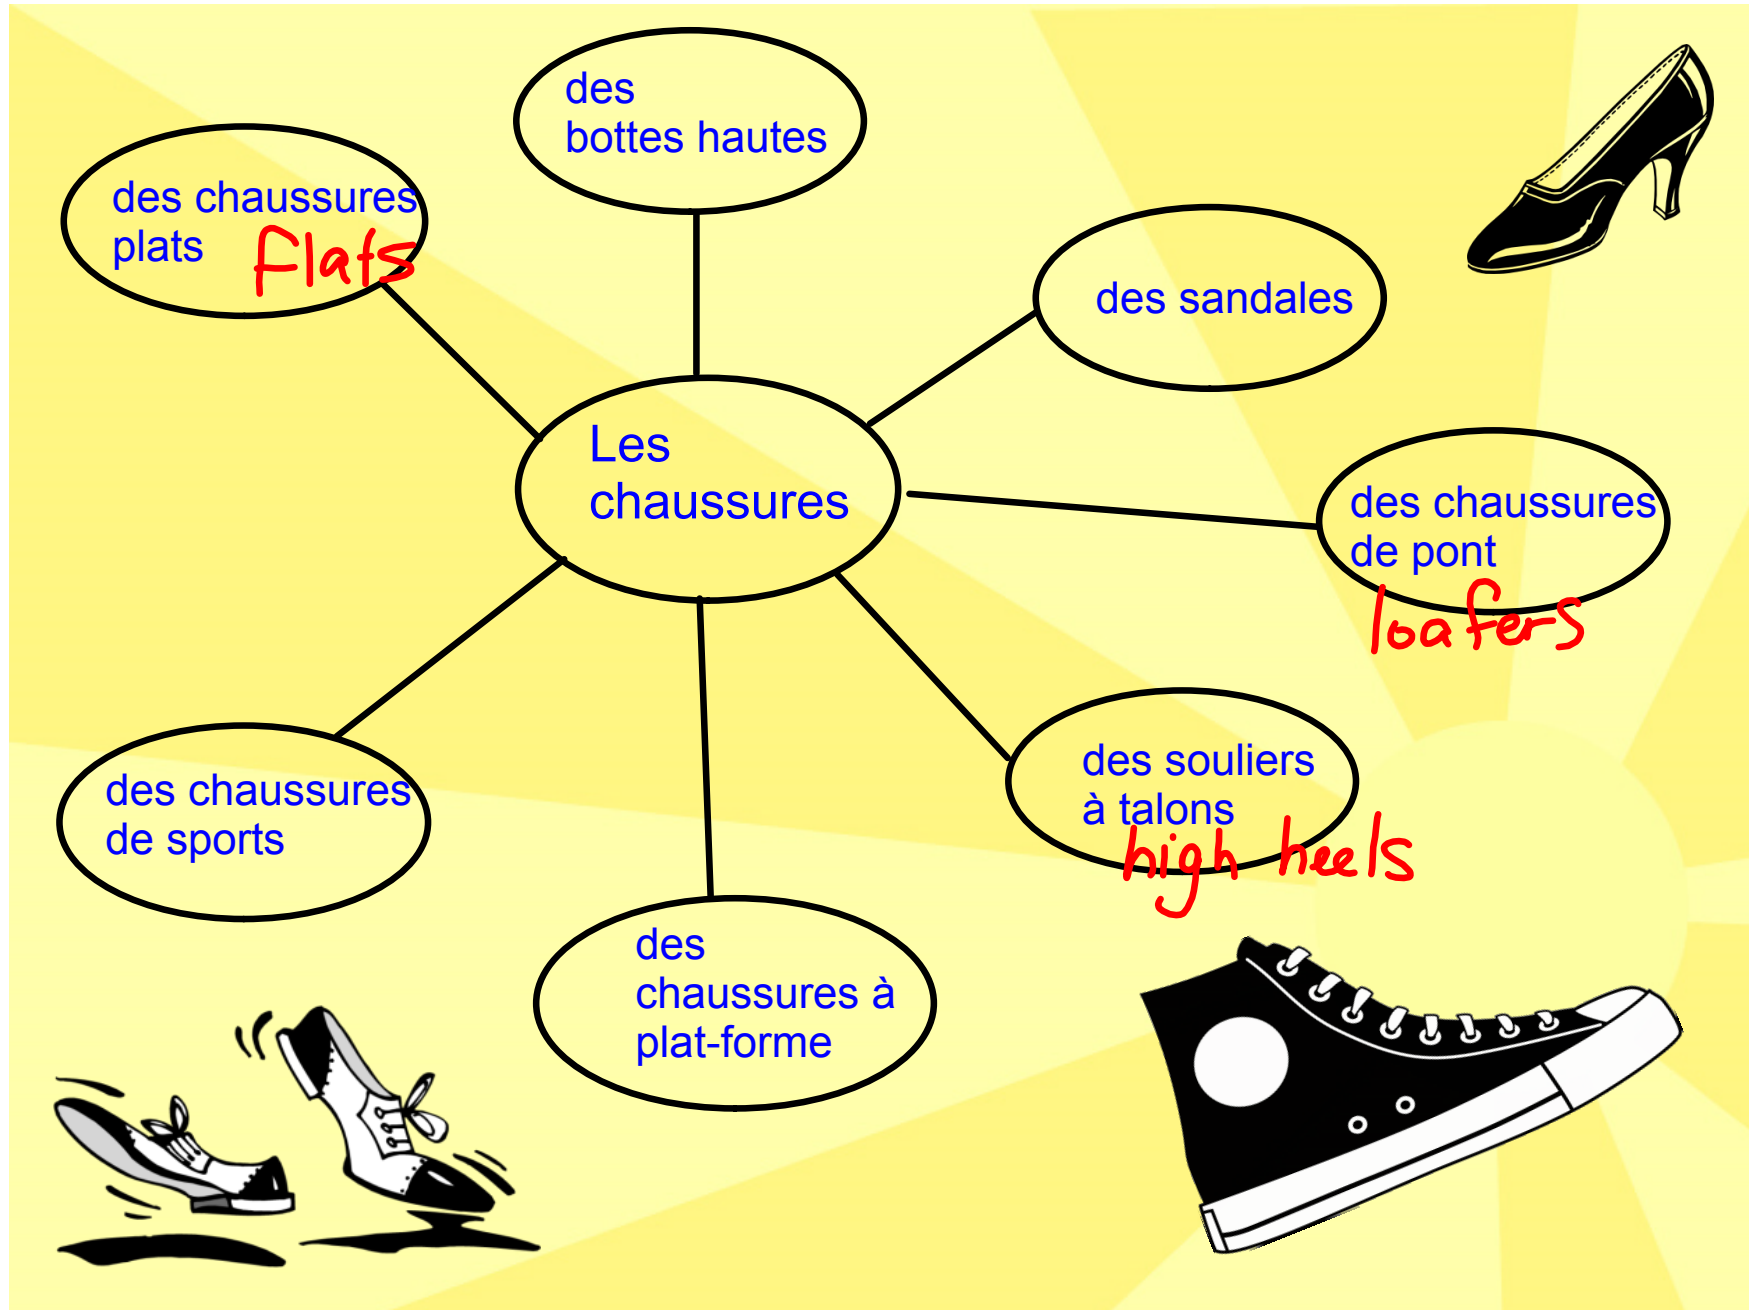 des
bottes hautes
des chaussures
plats
flats
des sandales
Les
chaussures
des chaussures
de pont
loafers
des souliers
à talons
high heels
des chaussures
de sports
des
chaussures à
plat-forme